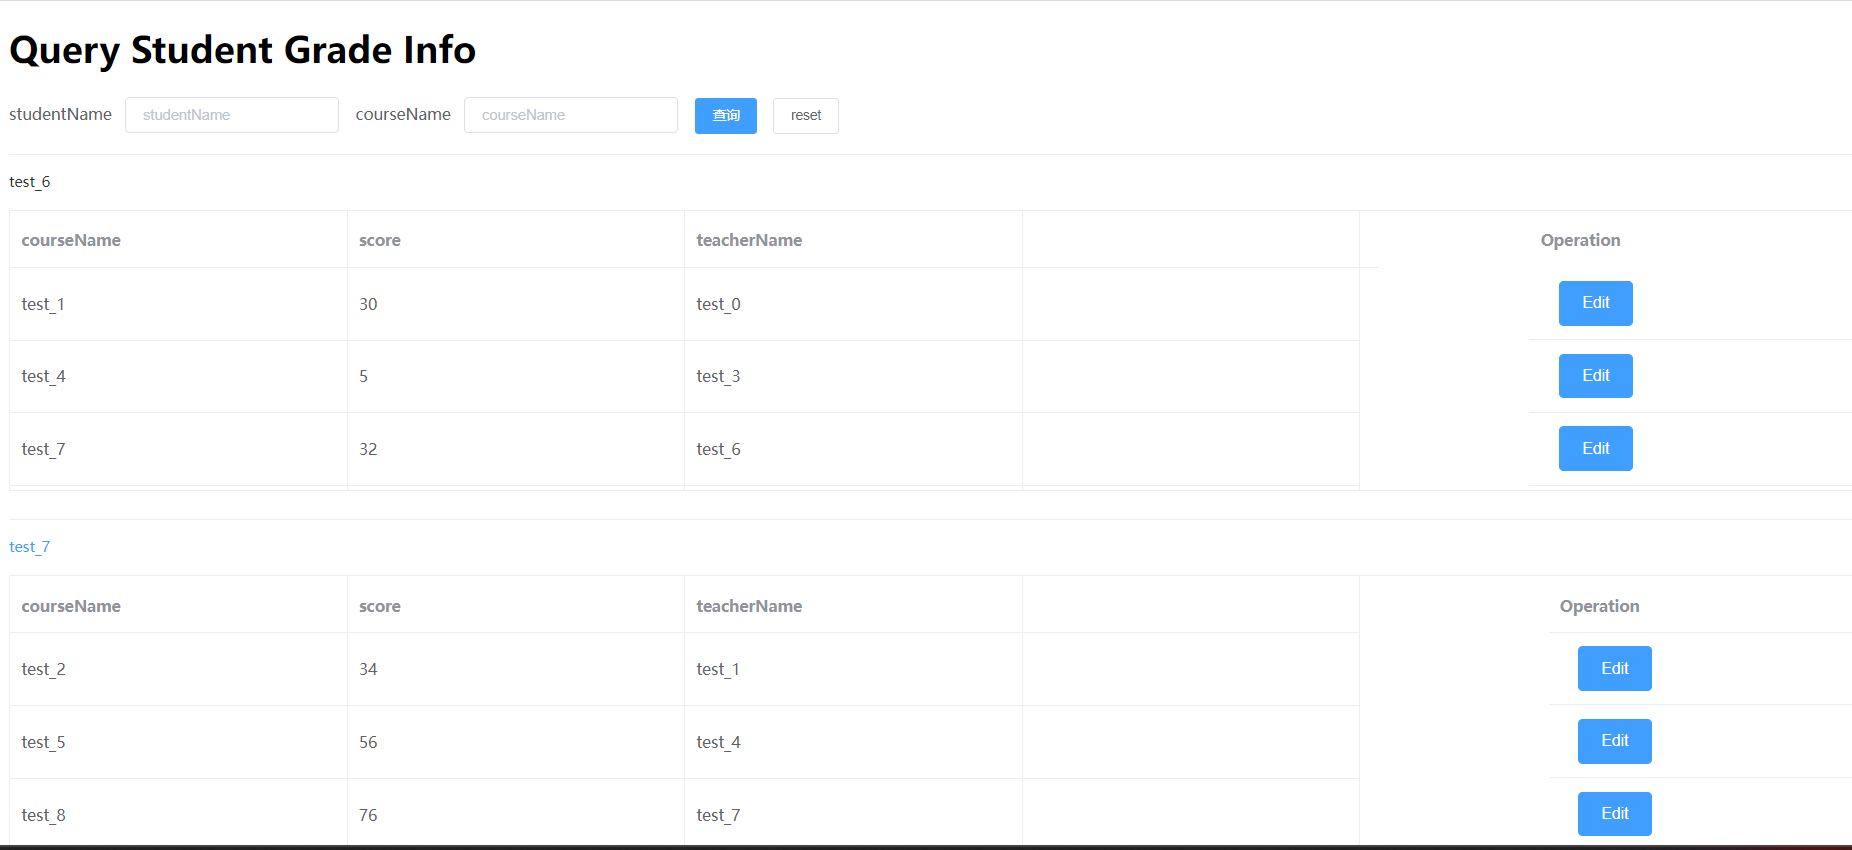 Query Student Grade Info
studentName studentName courseName courseName 查询 reset
test_6
courseName score teacherName Operation
test_1 30 test_0 Edit
test_4 5 test_3 Edit
test_7 32 test_6 Edit
test_7
courseName score teacherName Operation
test_2 34 test_1 Edit
test_5 56 test_4 Edit
test_8 76 test_7 Edit